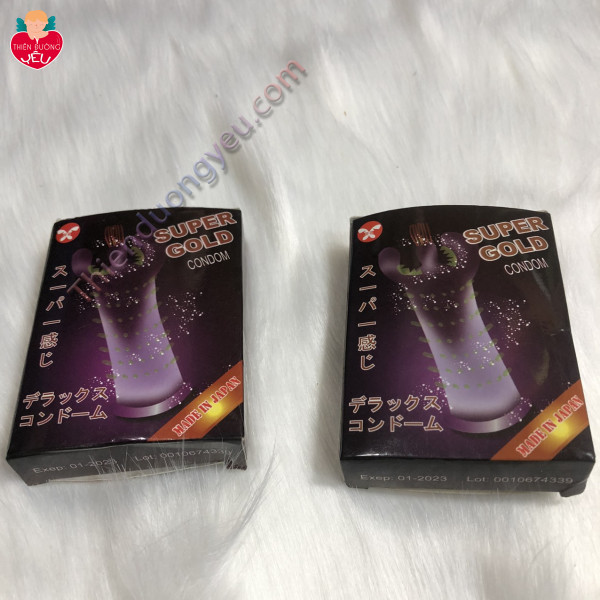 THIÊN ĐƯỜNG
YÊU
Thienduongyeu.com
SUPER
GOLD
CONDOM
スーパー感じ
デラックス
コンドーム
MADE IN JAPAN
Exep: 01-2023 Lot: 0010674339
SUPER
GOLD
CONDOM
スーパー感じ
デラックス
コンドーム
MADE IN JAPAN
Exep: 01-2023 Lot: 0010674339